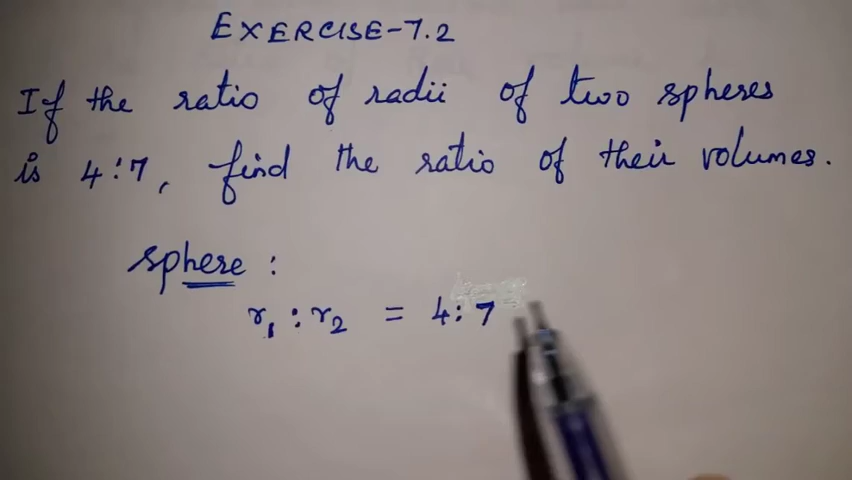 EXERCISE-7.2
If the ratio of radii of two spheres
is 4:7, find the ratio of their volumes.
sphere :
r₁ : r₂ = 4:7